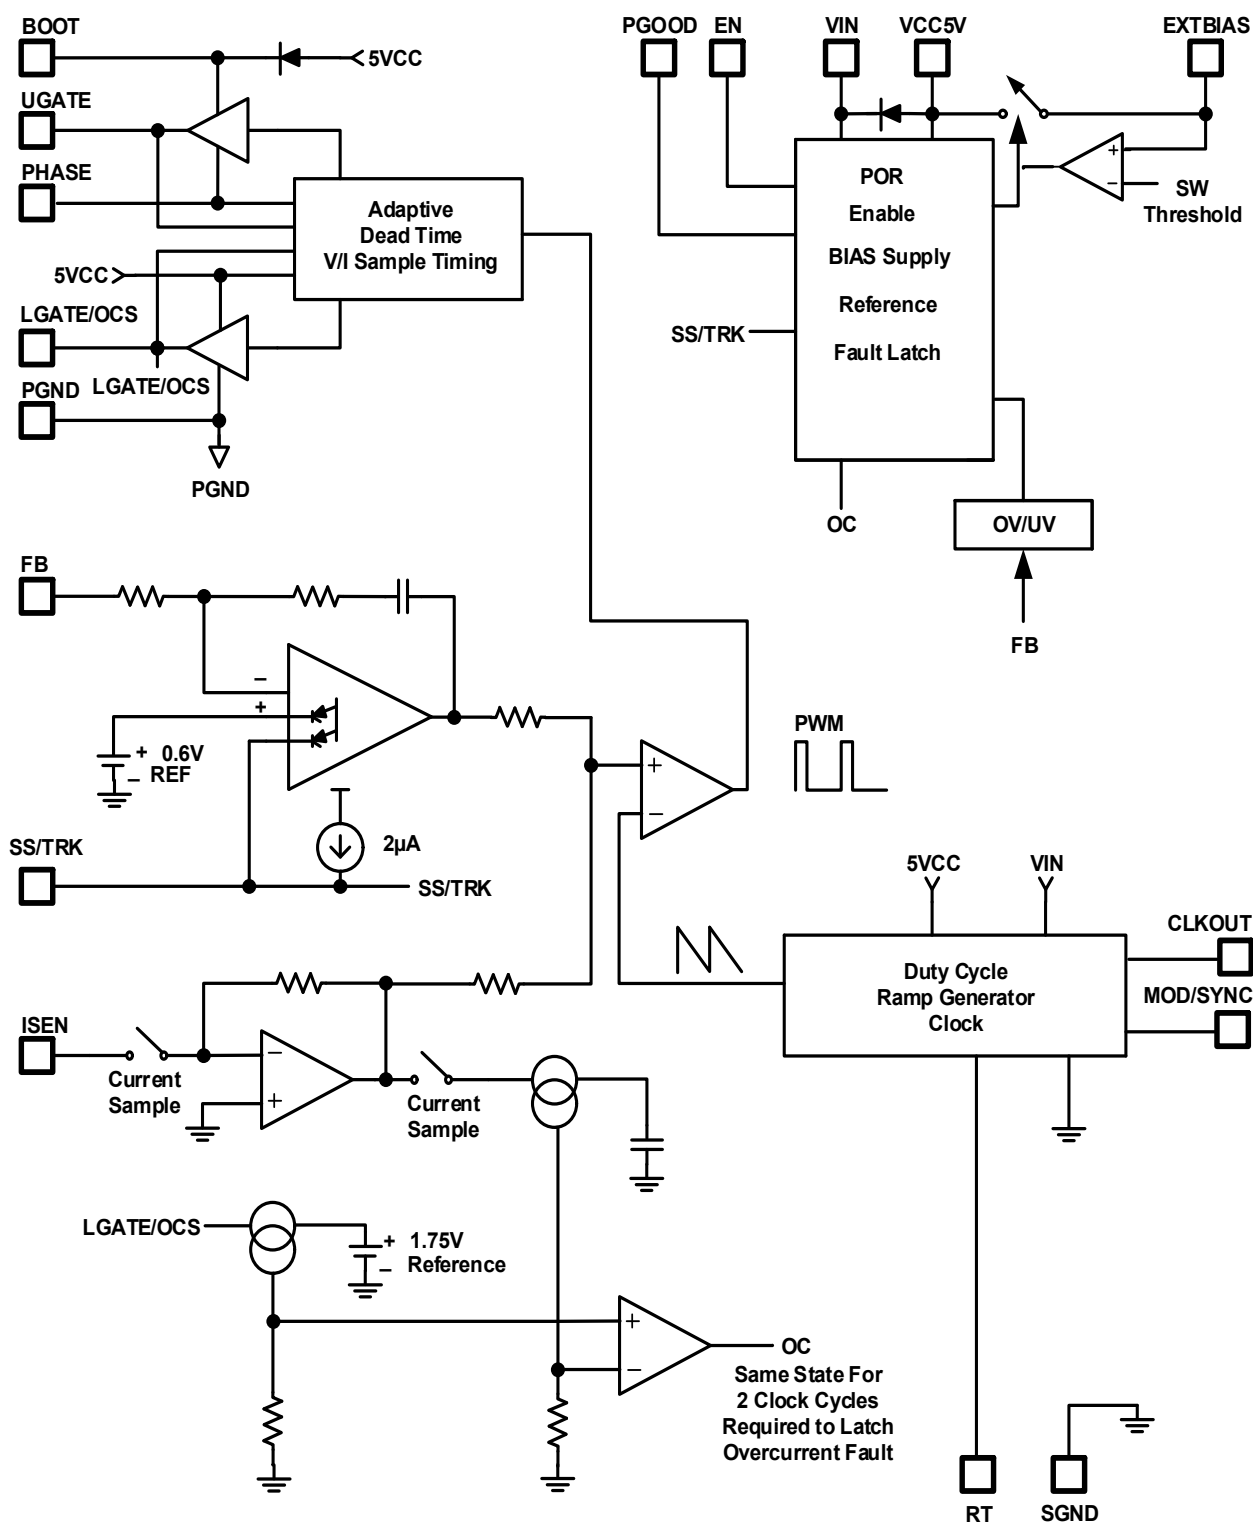 BOOT
5VCC
UGATE
PHASE
Adaptive
Dead Time
V/I Sample Timing
5VCC
LGATE/OCS
LGATE/OCS
PGND
PGND
PGOOD
EN
VIN
VCC5V
EXTBIAS
+
−
SW
Threshold
POR
Enable
BIAS Supply
Reference
Fault Latch
SS/TRK
OC
OV/UV
FB
FB
−
+
+ 0.6V
− REF
2µA
SS/TRK
SS/TRK
+
−
PWM
5VCC
VIN
Duty Cycle
Ramp Generator
Clock
CLKOUT
MOD/SYNC
ISEN
Current
Sample
−
+
Current
Sample
LGATE/OCS
+ 1.75V
− Reference
+
−
OC
Same State For
2 Clock Cycles
Required to Latch
Overcurrent Fault
RT
SGND